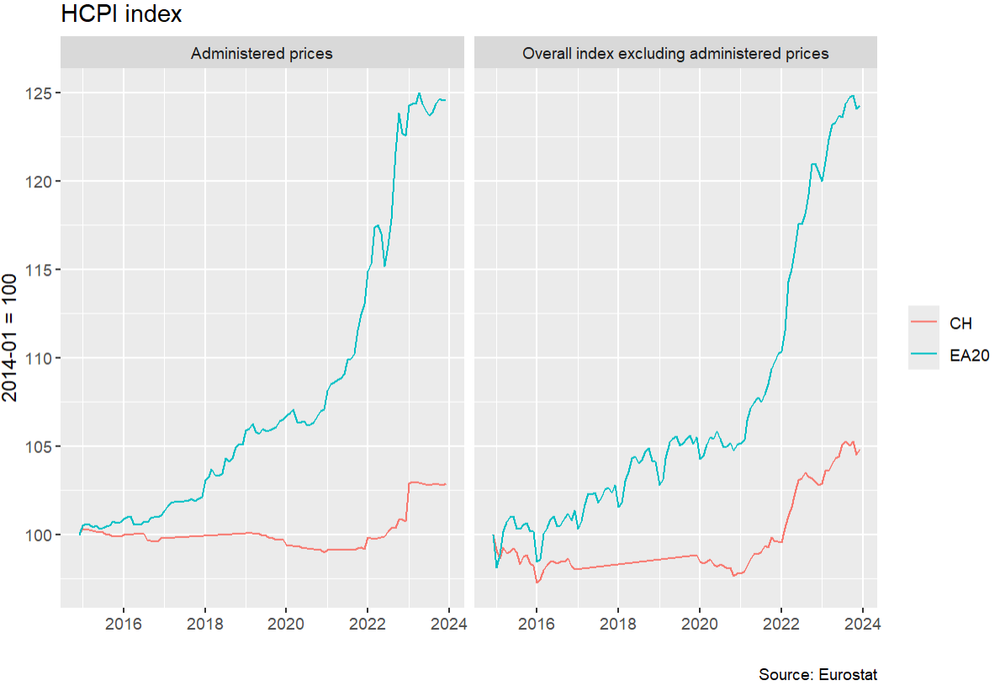 HCPI index
Administered prices
Overall index excluding administered prices
2014-01 = 100
125
120
115
110
105
100
2016 2018 2020 2022 2024
2016 2018 2020 2022 2024
CH
EA20
Source: Eurostat